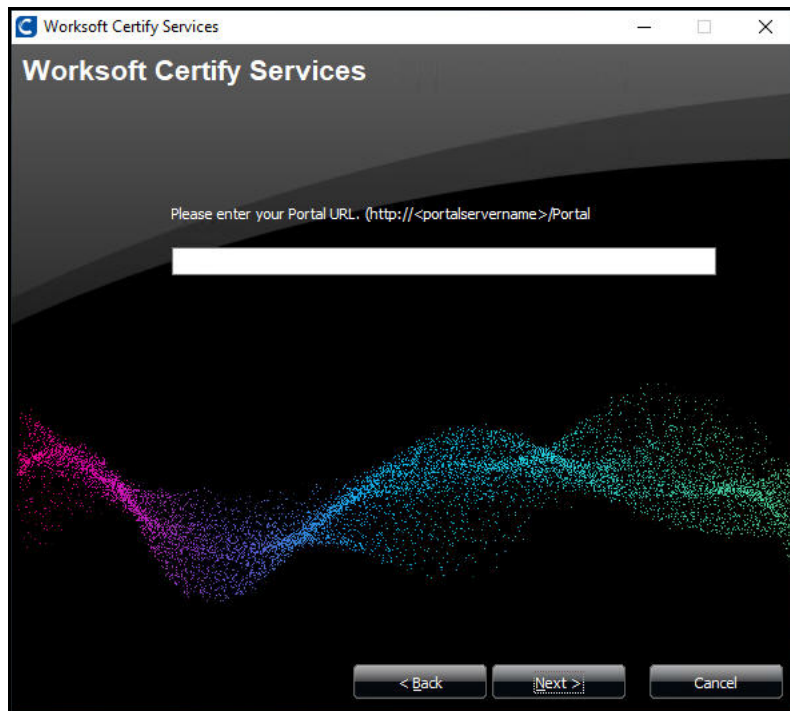 Worksoft Certify Services
Worksoft Certify Services
Please enter your Portal URL. (http://<portalservername>/Portal
< Back
Next >
Cancel